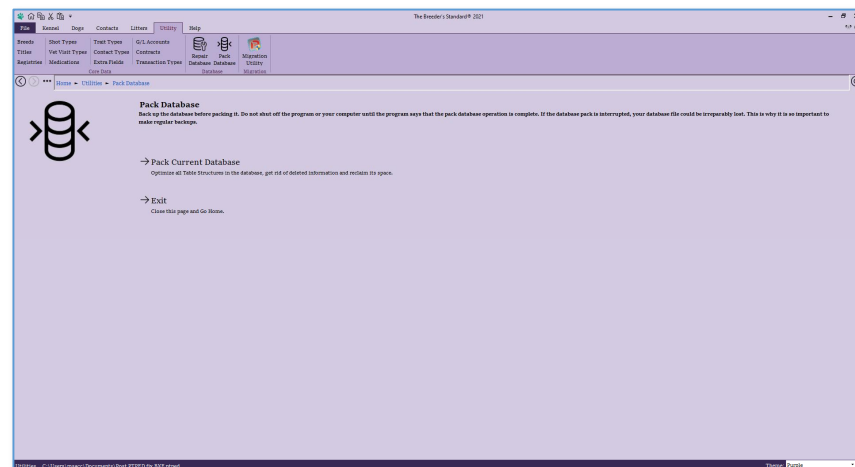 The Breeder's Standard® 2021
File Kennel Dogs Contacts Litters Utility Help
Breeds Shot Types Trait Types G/L Accounts
Titles Vet Visit Types Contact Types Contracts
Registries Medications Extra Fields Transaction Types
Repair Database
Pack Database
Migration Utility
Core Data Database Migration
Home Utilities Pack Database
Pack Database
Back up the database before packing it. Do not shut off the program or your computer until the program says that the pack database operation is complete. If the database pack is interrupted, your database file could be irreparably lost. This is why it is so important to
make regular backups.
→ Pack Current Database
Optimize all Table Structures in the database, get rid of deleted information and reclaim its space.
→ Exit
Close this page and Go Home.
Utilities Theme: Purple